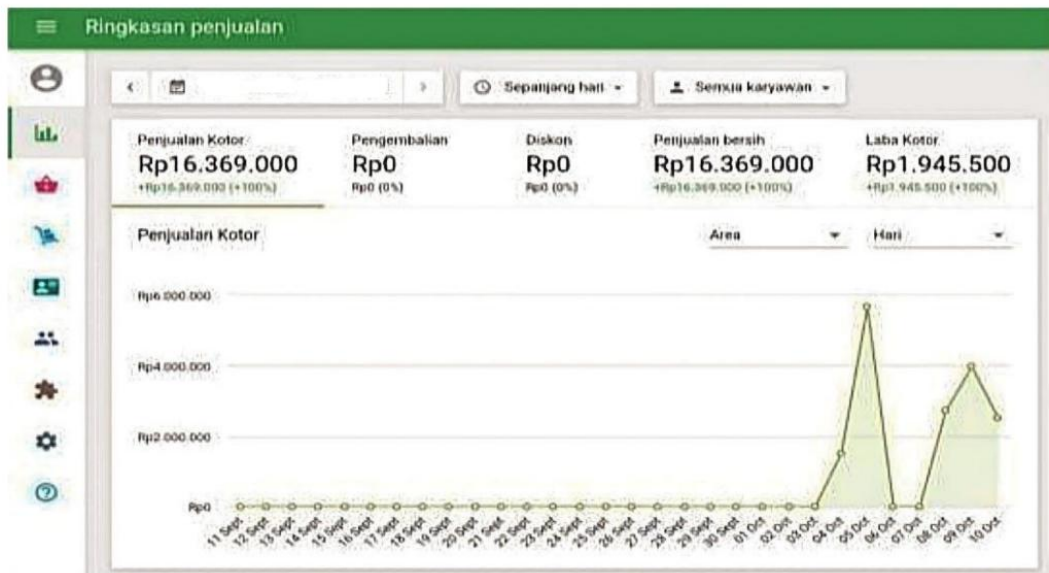 Ringkasan penjualan
Sepanjang hari
Semua karyawan
Penjualan Kotor
Rp16.369.000
+Rp16.369.000 (+100%)
Pengembalian
Rp0
Rp0 (0%)
Diskon
Rp0
Rp0 (0%)
Penjualan bersih
Rp16.369.000
+Rp16.369.000 (+100%)
Laba Kotor
Rp1.945.500
+Rp1.945.500 (+100%)
Penjualan Kotor
Area
Hari
Rp6.000.000
Rp4.000.000
Rp2.000.000
Rp0
11 Sept
12 Sept
13 Sept
14 Sept
15 Sept
16 Sept
17 Sept
18 Sept
19 Sept
20 Sept
21 Sept
22 Sept
23 Sept
24 Sept
25 Sept
26 Sept
27 Sept
28 Sept
29 Sept
30 Sept
01 Oct
02 Oct
03 Oct
04 Oct
05 Oct
06 Oct
07 Oct
08 Oct
09 Oct
10 Oct